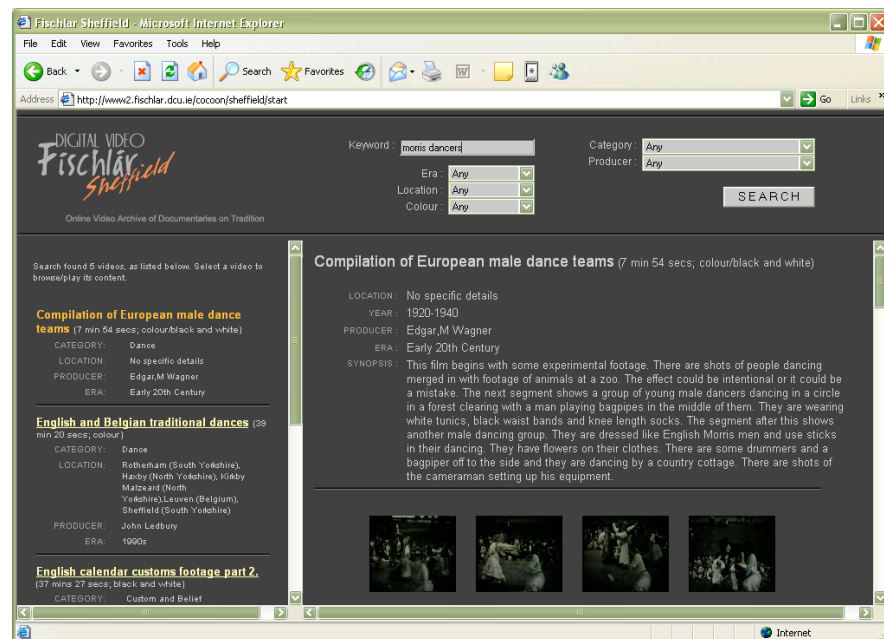 Fischlar Sheffield - Microsoft Internet Explorer
File Edit View Favorites Tools Help
Back Search Favorites
Address http://www2.fischlar.dcu.ie/cocoon/sheffield/start Go Links »
DIGITAL VIDEO
Físchlár
Sheffield
Online Video Archive of Documentaries on Tradition
Keyword : morris dancers
Era : Any
Location : Any
Colour : Any
Category : Any
Producer : Any
SEARCH
Search found 5 videos, as listed below. Select a video to
browse/play its content.
Compilation of European male dance
teams (7 min 54 secs; colour/black and white)
CATEGORY: Dance
LOCATION: No specific details
PRODUCER: Edgar,M Wagner
ERA: Early 20th Century
English and Belgian traditional dances (39
min 20 secs; colour)
CATEGORY: Dance
LOCATION: Rotherham (South Yorkshire),
Haxby (North Yorkshire), Kirkby
Malzeard (North
Yorkshire),Leuven (Belgium),
Sheffield (South Yorkshire)
PRODUCER: John Ledbury
ERA: 1990s
English calendar customs footage part 2.
(37 mins 27 secs; black and white)
CATEGORY: Custom and Belief
Compilation of European male dance teams (7 min 54 secs; colour/black and white)
LOCATION : No specific details
YEAR : 1920-1940
PRODUCER : Edgar,M Wagner
ERA : Early 20th Century
SYNOPSIS : This film begins with some experimental footage. There are shots of people dancing
merged in with footage of animals at a zoo. The effect could be intentional or it could be
a mistake. The next segment shows a group of young male dancers dancing in a circle
in a forest clearing with a man playing bagpipes in the middle of them. They are wearing
white tunics, black waist bands and knee length socks. The segment after this shows
another male dancing group. They are dressed like English Morris men and use sticks
in their dancing. They have flowers on their clothes. There are some drummers and a
bagpiper off to the side and they are dancing by a country cottage. There are shots of
the cameraman setting up his equipment.
Internet